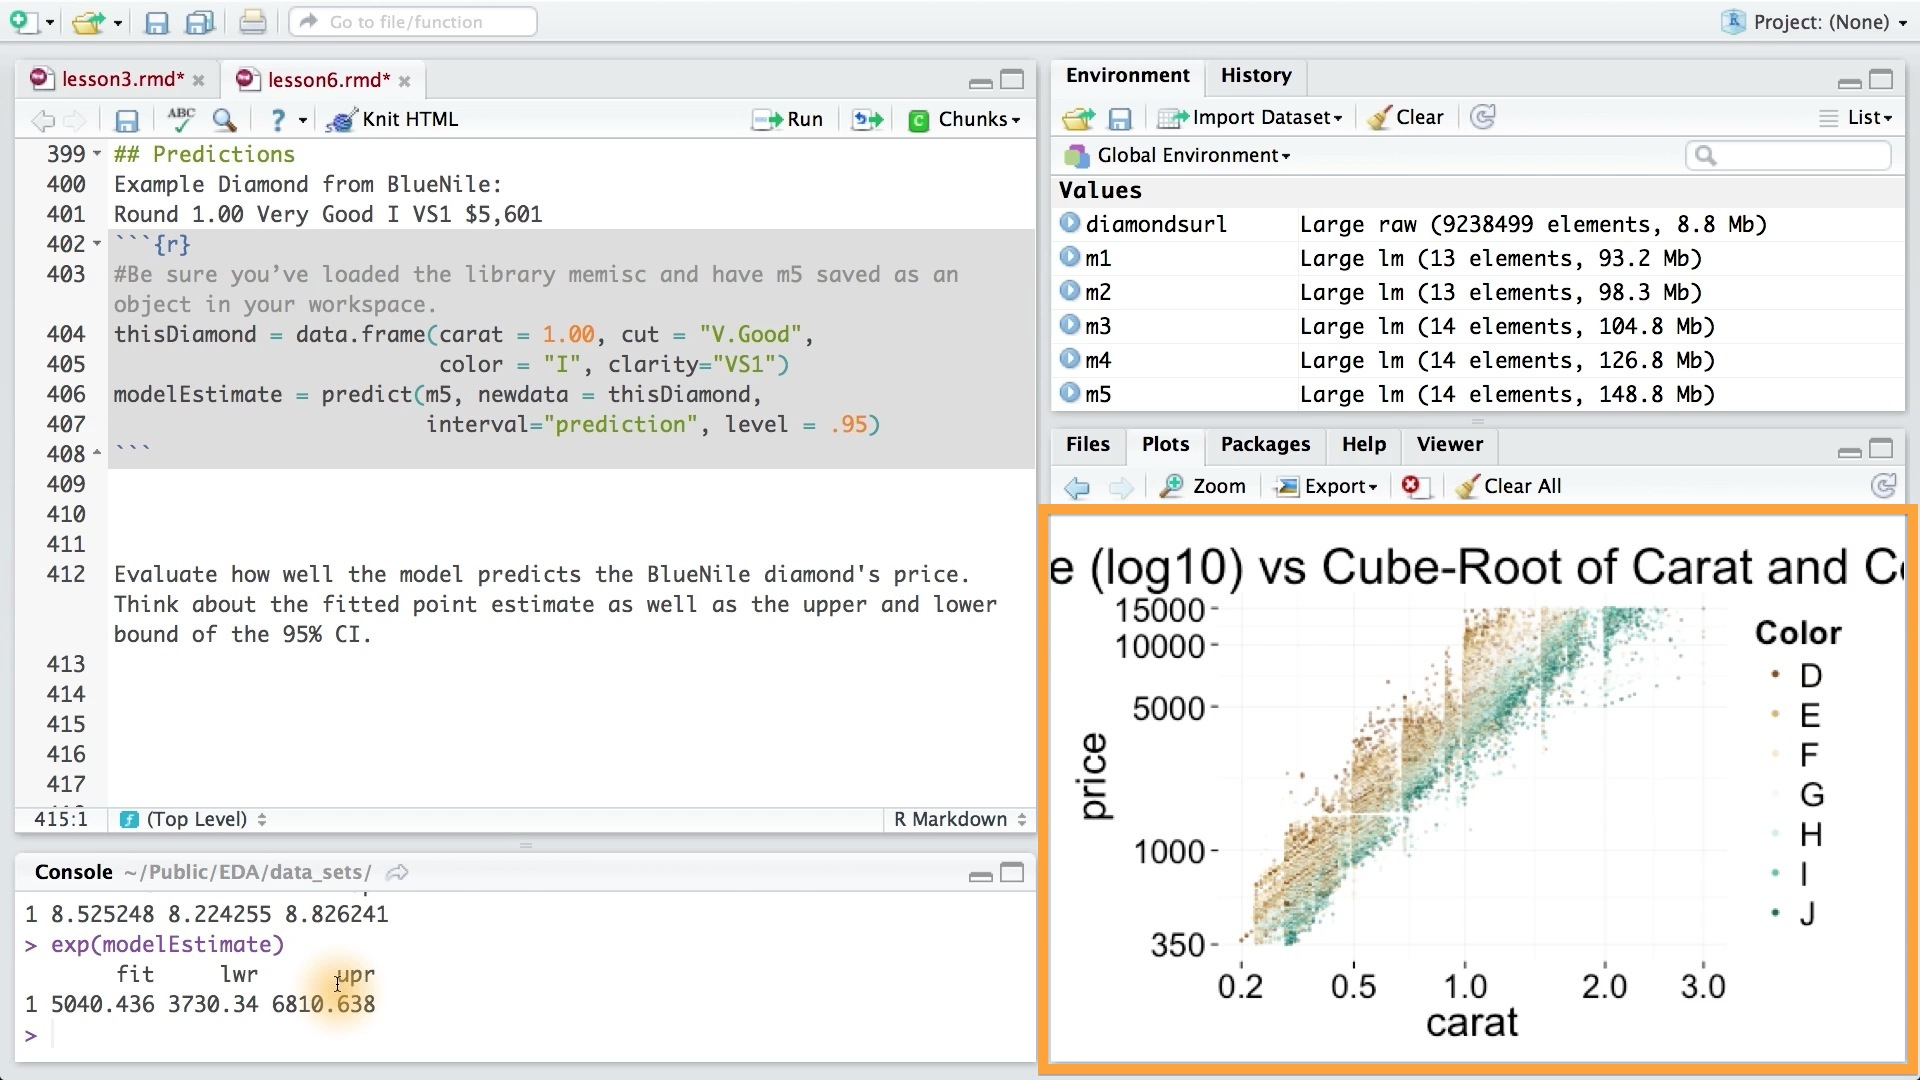 Go to file/function
Project: (None)
lesson3.rmd*
lesson6.rmd*
ABC
Knit HTML
Run
Chunks
399 ## Predictions
400 Example Diamond from BlueNile:
401 Round 1.00 Very Good I VS1 $5,601
402 ```{r}
403 #Be sure you’ve loaded the library memisc and have m5 saved as an
object in your workspace.
404 thisDiamond = data.frame(carat = 1.00, cut = "V.Good",
405 color = "I", clarity="VS1")
406 modelEstimate = predict(m5, newdata = thisDiamond,
407 interval="prediction", level = .95)
408 ```
409
410
411
412 Evaluate how well the model predicts the BlueNile diamond's price.
Think about the fitted point estimate as well as the upper and lower
bound of the 95% CI.
413
414
415
416
417
415:1 (Top Level) R Markdown
Console ~/Public/EDA/data_sets/
1 8.525248 8.224255 8.826241
> exp(modelEstimate)
fit lwr upr
1 5040.436 3730.34 6810.638
>
Environment History
Import Dataset Clear List
Global Environment
Values
diamondsurl Large raw (9238499 elements, 8.8 Mb)
m1 Large lm (13 elements, 93.2 Mb)
m2 Large lm (13 elements, 98.3 Mb)
m3 Large lm (14 elements, 104.8 Mb)
m4 Large lm (14 elements, 126.8 Mb)
m5 Large lm (14 elements, 148.8 Mb)
Files Plots Packages Help Viewer
Zoom Export Clear All
e (log10) vs Cube-Root of Carat and C
15000
10000
5000
1000
350
price
0.2 0.5 1.0 2.0 3.0
carat
Color
D
E
F
G
H
I
J